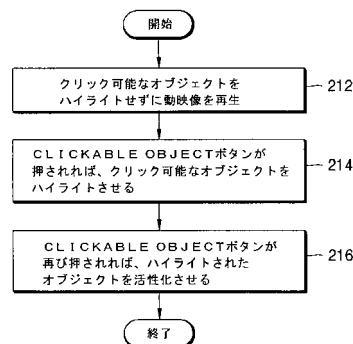 開始
クリック可能なオブジェクトを
ハイライトせずに動映像を再生
212
CLICKABLE OBJECTボタンが
押されれば、クリック可能なオブジェクトを
ハイライトさせる
214
CLICKABLE OBJECTボタンが
再び押されれば、ハイライトされた
オブジェクトを活性化させる
216
終了